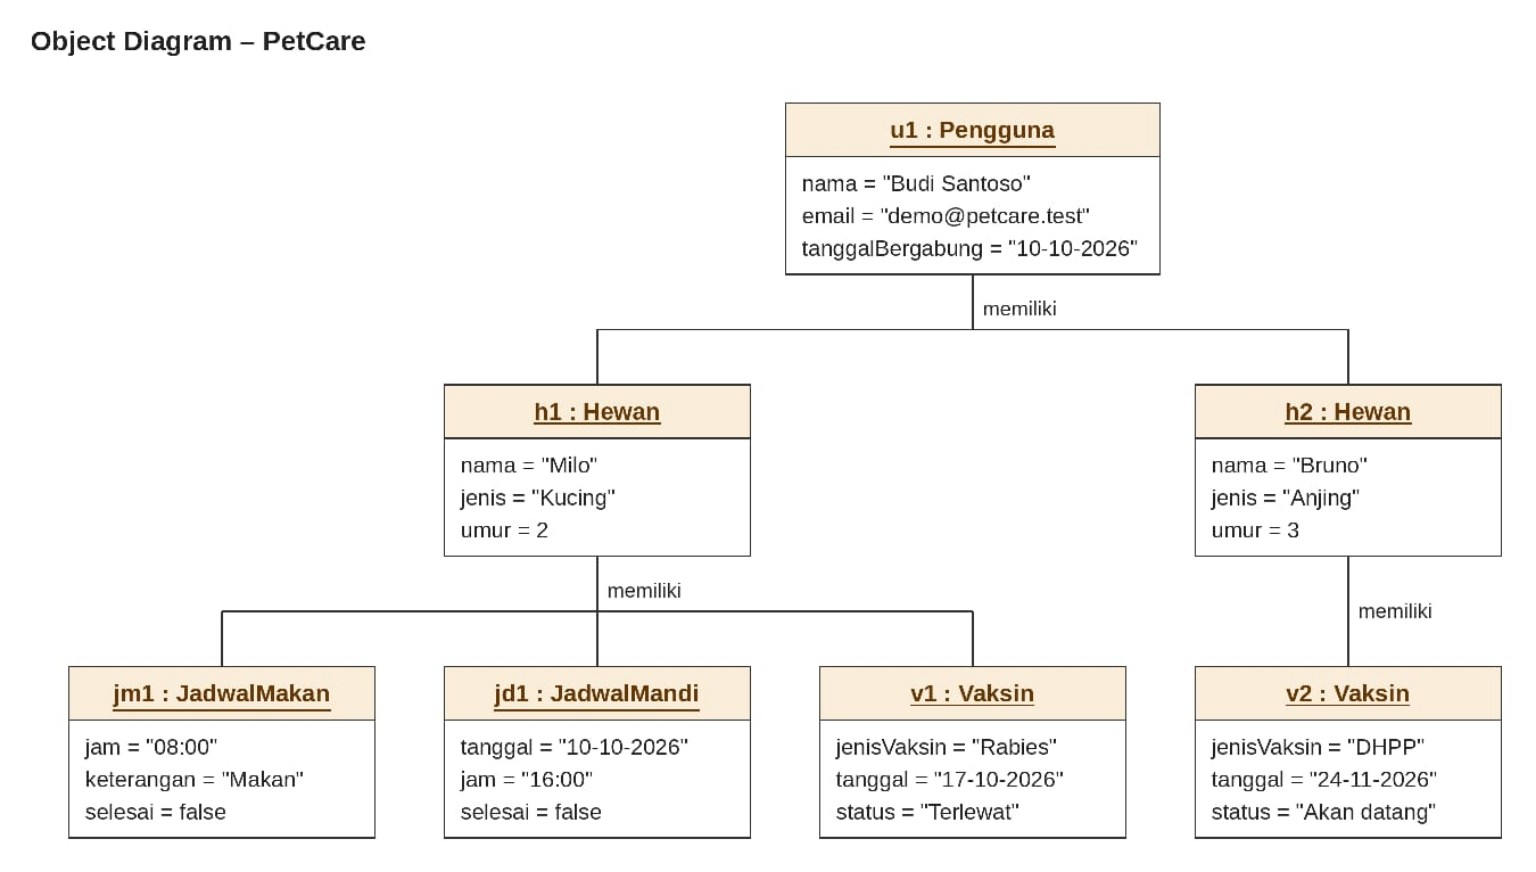 Object Diagram – PetCare
u1 : Pengguna
nama = "Budi Santoso"
email = "demo@petcare.test"
tanggalBergabung = "10-10-2026"
memiliki
h1 : Hewan
nama = "Milo"
jenis = "Kucing"
umur = 2
h2 : Hewan
nama = "Bruno"
jenis = "Anjing"
umur = 3
memiliki
memiliki
jm1 : JadwalMakan
jam = "08:00"
keterangan = "Makan"
selesai = false
jd1 : JadwalMandi
tanggal = "10-10-2026"
jam = "16:00"
selesai = false
v1 : Vaksin
jenisVaksin = "Rabies"
tanggal = "17-10-2026"
status = "Terlewat"
v2 : Vaksin
jenisVaksin = "DHPP"
tanggal = "24-11-2026"
status = "Akan datang"